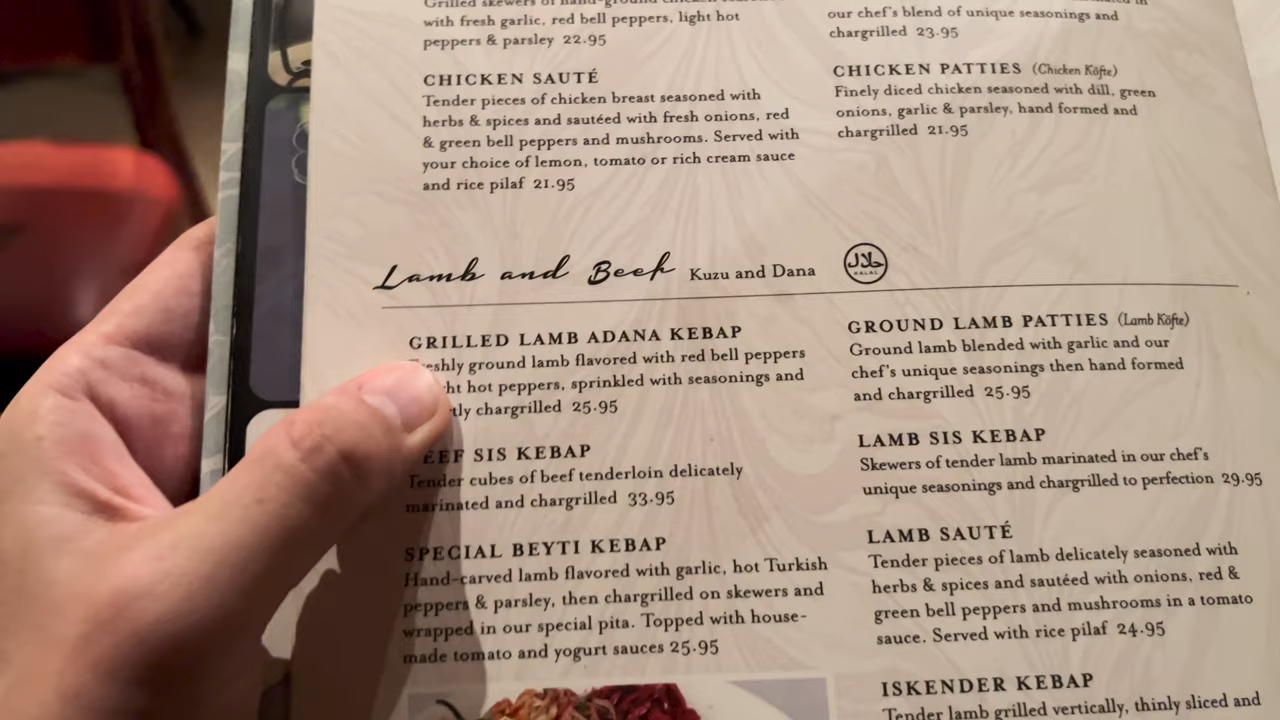 with fresh garlic, red bell peppers, light hot
peppers & parsley 22.95
CHICKEN SAUTÉ
Tender pieces of chicken breast seasoned with
herbs & spices and sautéed with fresh onions, red
& green bell peppers and mushrooms. Served with
your choice of lemon, tomato or rich cream sauce
and rice pilaf 21.95
our chef's blend of unique seasonings and
chargrilled 23.95
CHICKEN PATTIES (Chicken Köfte)
Finely diced chicken seasoned with dill, green
onions, garlic & parsley, hand formed and
chargrilled 21.95
Lamb and Beef Kuzu and Dana
حلال
HALAL
GRILLED LAMB ADANA KEBAP
Freshly ground lamb flavored with red bell peppers
hot peppers, sprinkled with seasonings and
chargrilled 25.95
BEEF SIS KEBAP
Tender cubes of beef tenderloin delicately
marinated and chargrilled 33.95
SPECIAL BEYTI KEBAP
Hand-carved lamb flavored with garlic, hot Turkish
peppers & parsley, then chargrilled on skewers and
wrapped in our special pita. Topped with house-
made tomato and yogurt sauces 25.95
GROUND LAMB PATTIES (Lamb Köfte)
Ground lamb blended with garlic and our
chef's unique seasonings then hand formed
and chargrilled 25.95
LAMB SIS KEBAP
Skewers of tender lamb marinated in our chef's
unique seasonings and chargrilled to perfection 29.95
LAMB SAUTÉ
Tender pieces of lamb delicately seasoned with
herbs & spices and sautéed with onions, red &
green bell peppers and mushrooms in a tomato
sauce. Served with rice pilaf 24.95
ISKENDER KEBAP
Tender lamb grilled vertically, thinly sliced and